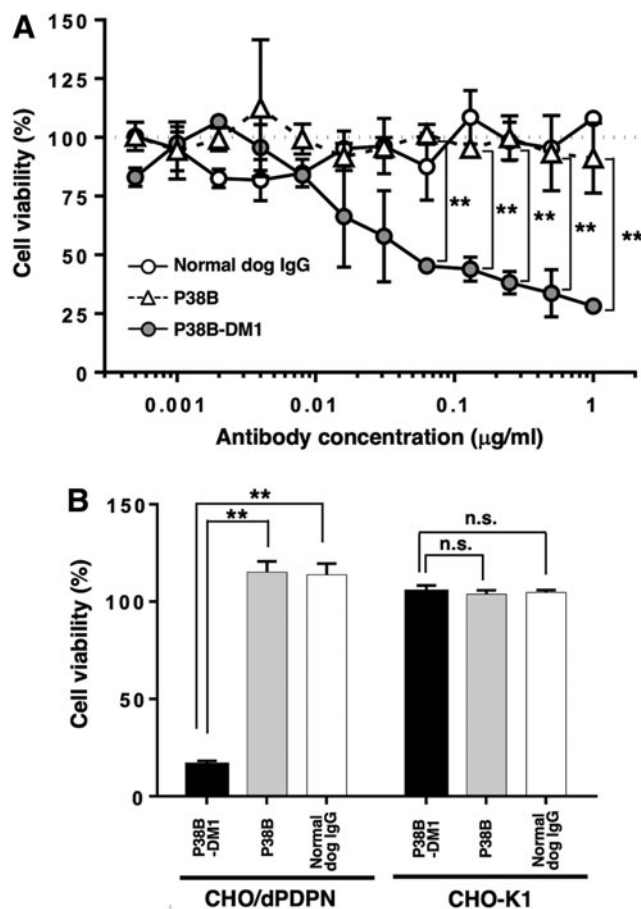 A
Cell viability (%)
150
125
100
75
50
25
0
Normal dog IgG
P38B
P38B-DM1
**
**
**
**
**
0.001
0.01
0.1
1
Antibody concentration (μg/ml)
B
Cell viability (%)
150
100
50
0
**
**
n.s.
n.s.
P38B
-DM1
P38B
Normal
dog IgG
P38B
-DM1
P38B
Normal
dog IgG
CHO/dPDPN
CHO-K1